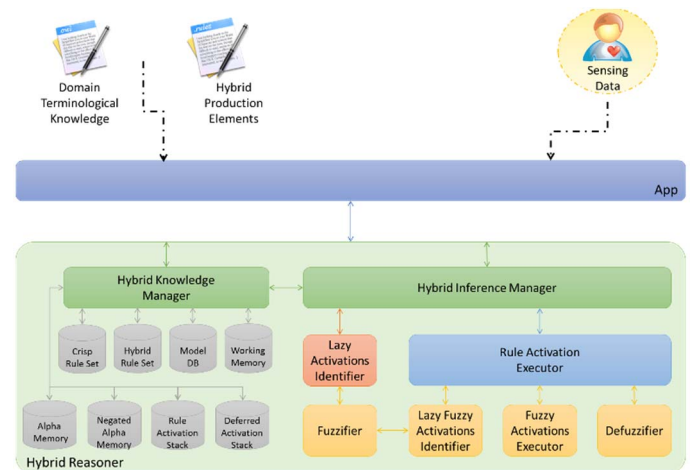 .owl
.rules
Domain
Terminological
Knowledge
Hybrid
Production
Elements
Sensing
Data
App
Hybrid Knowledge
Manager
Hybrid Inference Manager
Crisp
Rule Set
Hybrid
Rule Set
Model
DB
Working
Memory
Lazy
Activations
Identifier
Rule Activation
Executor
Alpha
Memory
Negated
Alpha
Memory
Rule
Activation
Stack
Deferred
Activation
Stack
Fuzzifier
Lazy Fuzzy
Activations
Identifier
Fuzzy
Activations
Executor
Defuzzifier
Hybrid Reasoner